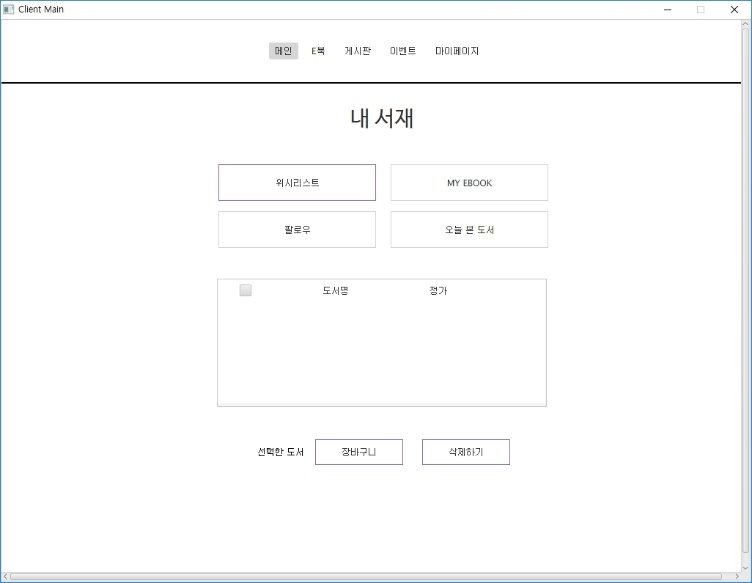 Client Main
메인 E북 게시판 이벤트 마이페이지
내 서재
위시리스트 MY EBOOK
팔로우 오늘 본 도서
도서명 정가
선택한 도서 장바구니 삭제하기